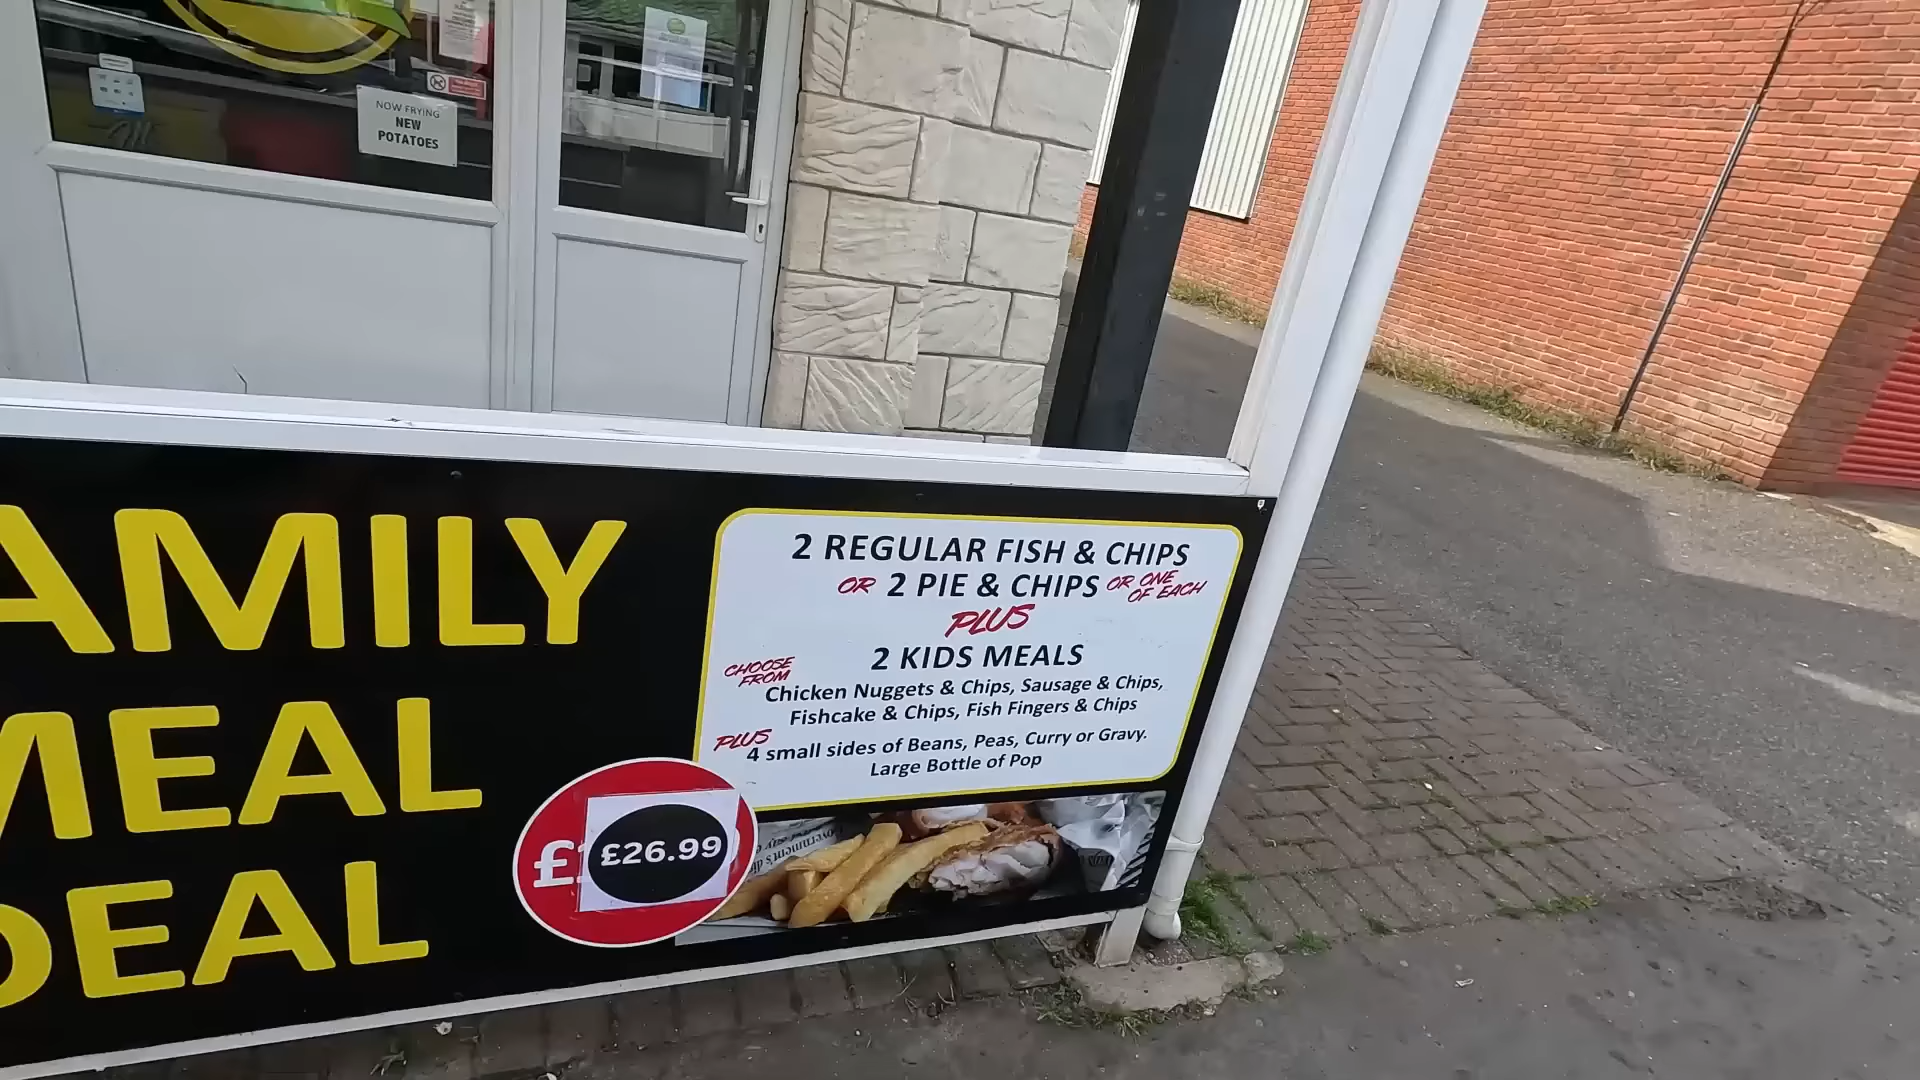 NOW FRYING
NEW
POTATOES
AMILY
MEAL
DEAL
2 REGULAR FISH & CHIPS
OR 2 PIE & CHIPS OR ONE
OF EACH
PLUS
2 KIDS MEALS
CHOOSE
FROM
Chicken Nuggets & Chips, Sausage & Chips,
Fishcake & Chips, Fish Fingers & Chips
PLUS
4 small sides of Beans, Peas, Curry or Gravy.
Large Bottle of Pop
£
£26.99